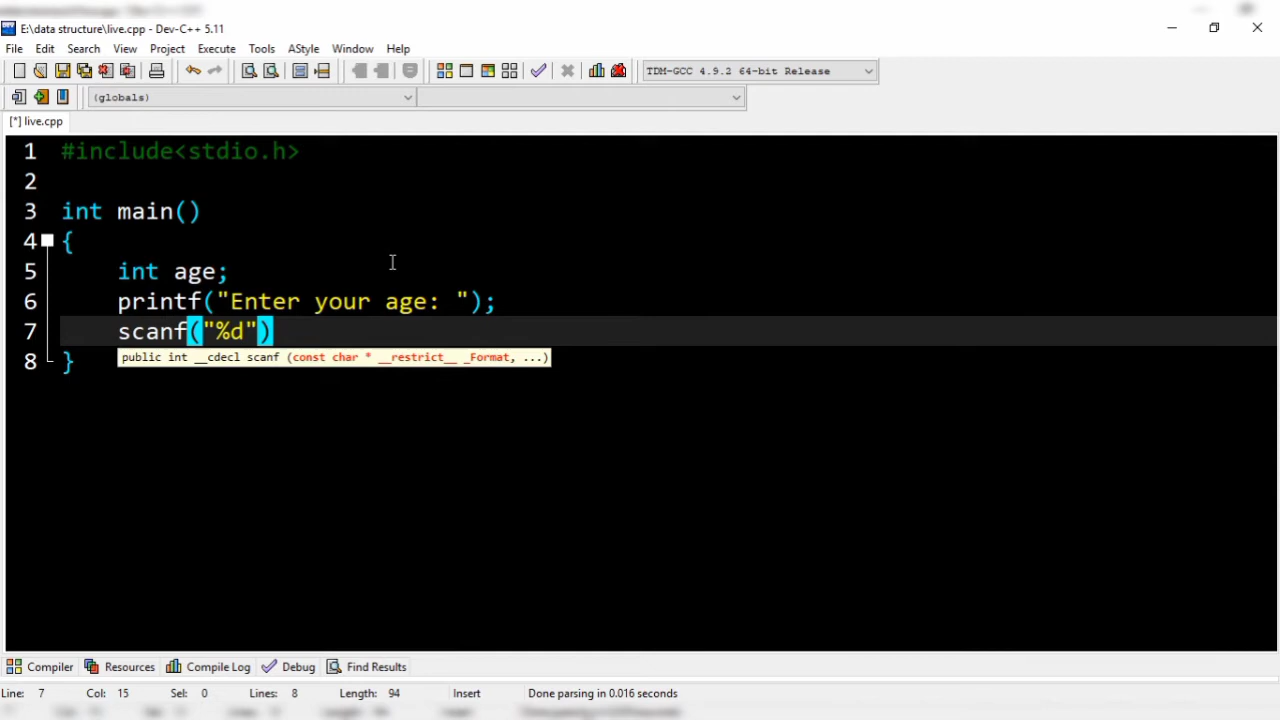 E:\data structure\live.cpp - Dev-C++ 5.11
File Edit Search View Project Execute Tools AStyle Window Help
TDM-GCC 4.9.2 64-bit Release
(globals)
[*] live.cpp
1 #include<stdio.h>
2
3 int main()
4 {
5 int age;
6 printf("Enter your age: ");
7 scanf("%d")
public int __cdecl scanf (const char * __restrict__ _Format, ...)
8 }
Compiler Resources Compile Log Debug Find Results
Line: 7 Col: 15 Sel: 0 Lines: 8 Length: 94 Insert Done parsing in 0.016 seconds